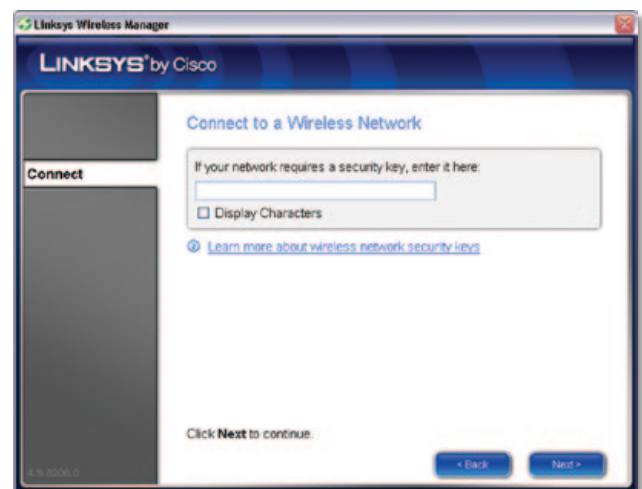 Linksys Wireless Manager
LINKSYS® by Cisco
Connect to a Wireless Network
Connect
If your network requires a security key, enter it here:
Display Characters
Learn more about wireless network security keys
Click Next to continue.
< Back
Next >